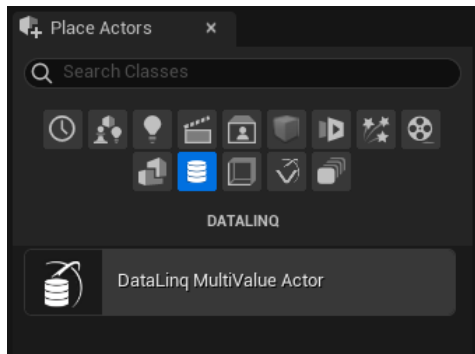 Place Actors
Search Classes
DATALINQ
DataLinq MultiValue Actor